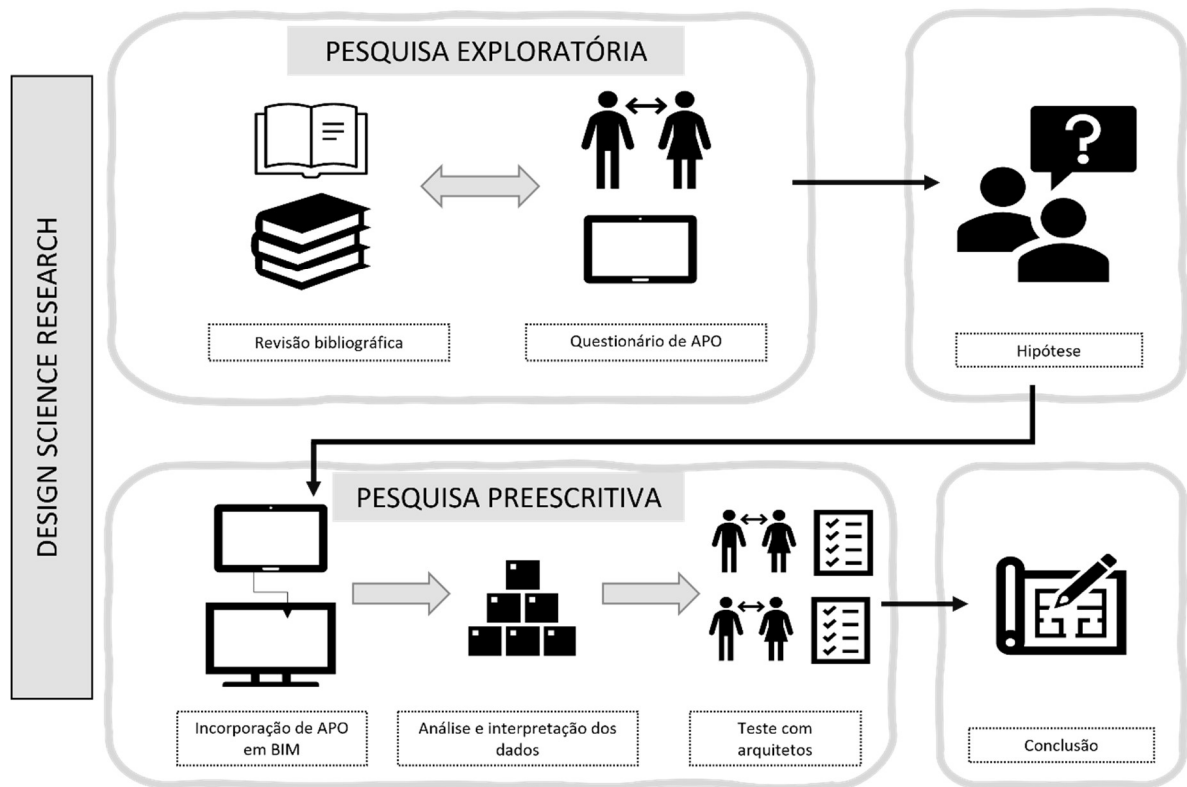 DESIGN SCIENCE RESEARCH
PESQUISA EXPLORATÓRIA
Revisão bibliográfica
Questionário de APO
?
Hipótese
PESQUISA PREESCRITIVA
Incorporação de APO
em BIM
Análise e interpretação dos
dados
Teste com
arquitetos
Conclusão